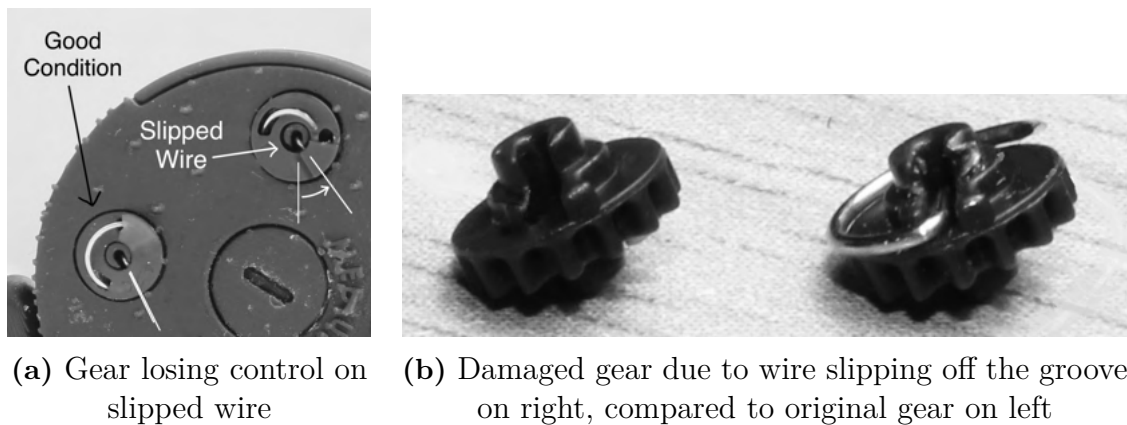 Good
Condition
Slipped
Wire
(a) Gear losing control on
slipped wire
(b) Damaged gear due to wire slipping off the groove
on right, compared to original gear on left